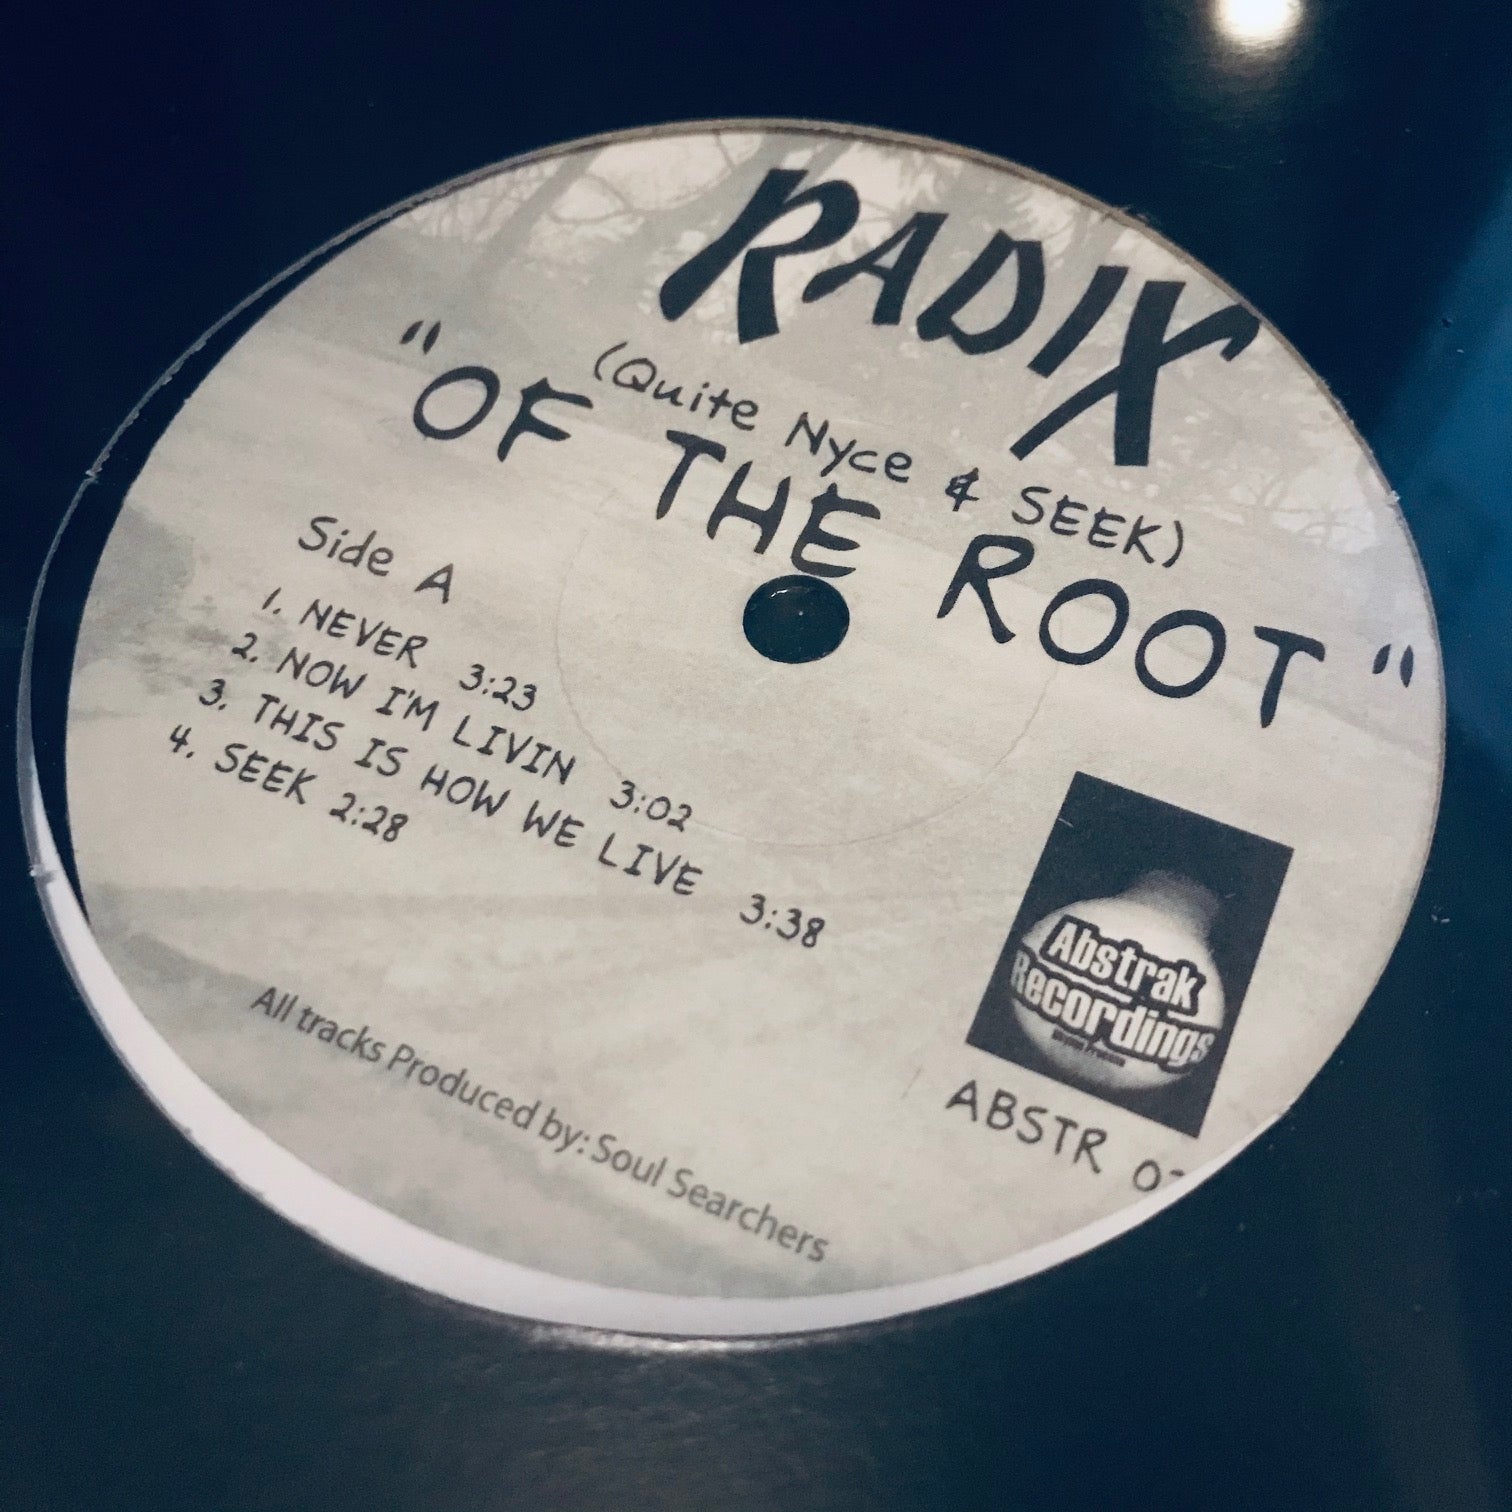 RADIX
(Quite Nyce & SEEK)
"OF THE ROOT"
Side A
1. NEVER 3:23
2. NOW I'M LIVIN 3:02
3. THIS IS HOW WE LIVE 3:38
4. SEEK 2:28
Abstrak
Recordings
ABSTR
All tracks Produced by: Soul Searchers